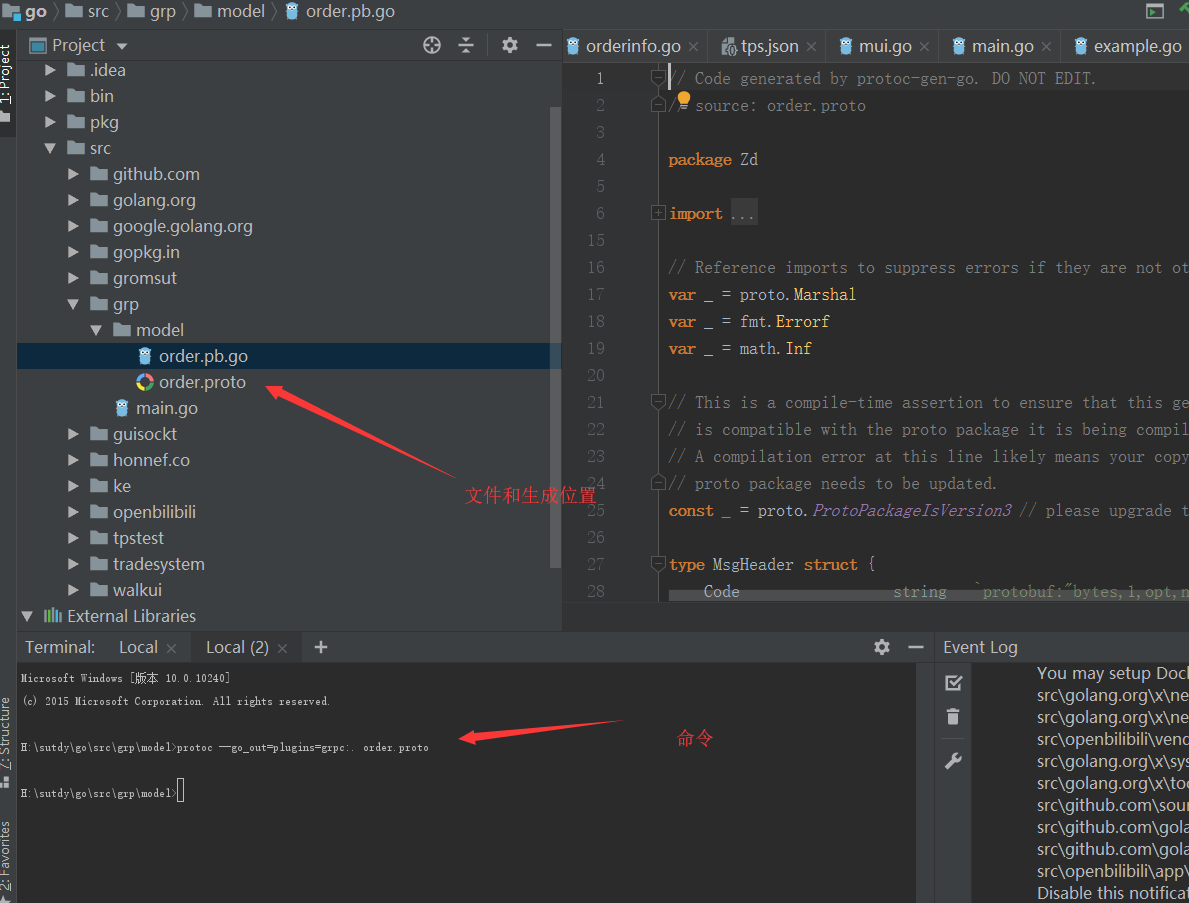 go src grp model order.pb.go
1: Project
Project
orderinfo.go tps.json mui.go main.go example.go
.idea
bin
pkg
src
github.com
golang.org
google.golang.org
gopkg.in
gromsut
grp
model
order.pb.go
order.proto
main.go
guisockt
honnef.co
ke
openbilibili
tpstest
tradesystem
walkui
External Libraries
文件和生成位置
1 // Code generated by protoc-gen-go. DO NOT EDIT.
2 // source: order.proto
3
4 package Zd
5
6 import ...
15
16 // Reference imports to suppress errors if they are not ot
17 var _ = proto.Marshal
18 var _ = fmt.Errorf
19 var _ = math.Inf
20
21 // This is a compile-time assertion to ensure that this ge
22 // is compatible with the proto package it is being compil
23 // A compilation error at this line likely means your copy
24 // proto package needs to be updated.
25 const _ = proto.ProtoPackageIsVersion3 // please upgrade t
26
27 type MsgHeader struct {
28 Code string `protobuf:"bytes,1,opt,n
Terminal: Local Local (2) +
Microsoft Windows [版本 10.0.10240]
(c) 2015 Microsoft Corporation. All rights reserved.
H:\sutdy\go\src\grp\model>protoc --go_out=plugins=grpc:. order.proto
H:\sutdy\go\src\grp\model>
命令
Event Log
You may setup Docl
src\golang.org\x\ne
src\golang.org\x\ne
src\openbilibili\vend
src\golang.org\x\sys
src\golang.org\x\too
src\github.com\sour
src\github.com\gola
src\github.com\gola
src\openbilibili\app\
Disable this notificat
7: Structure
2: Favorites